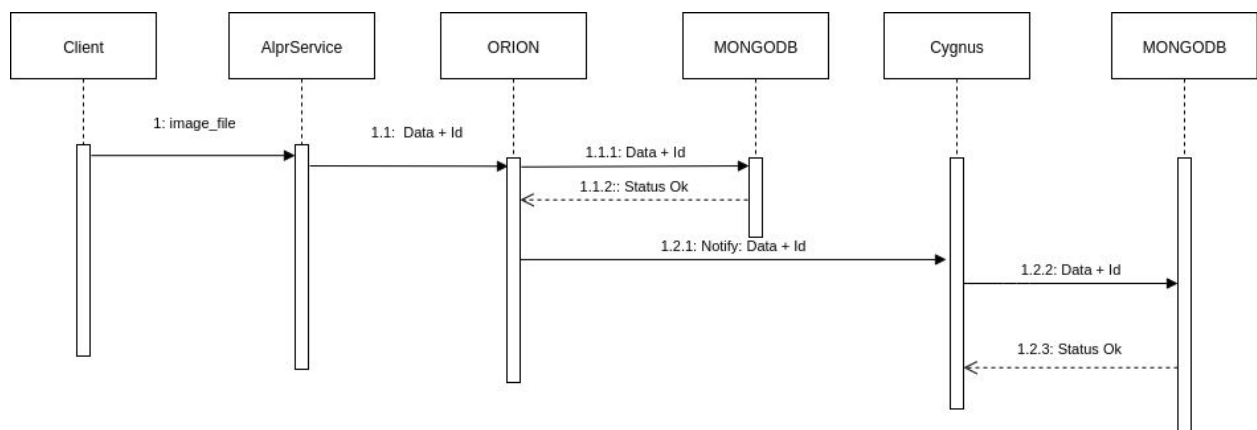 Client
AlprService
ORION
MONGODB
Cygnus
MONGODB
1: image_file
1.1: Data + Id
1.1.1: Data + Id
1.1.2:: Status Ok
1.2.1: Notify: Data + Id
1.2.2: Data + Id
1.2.3: Status Ok